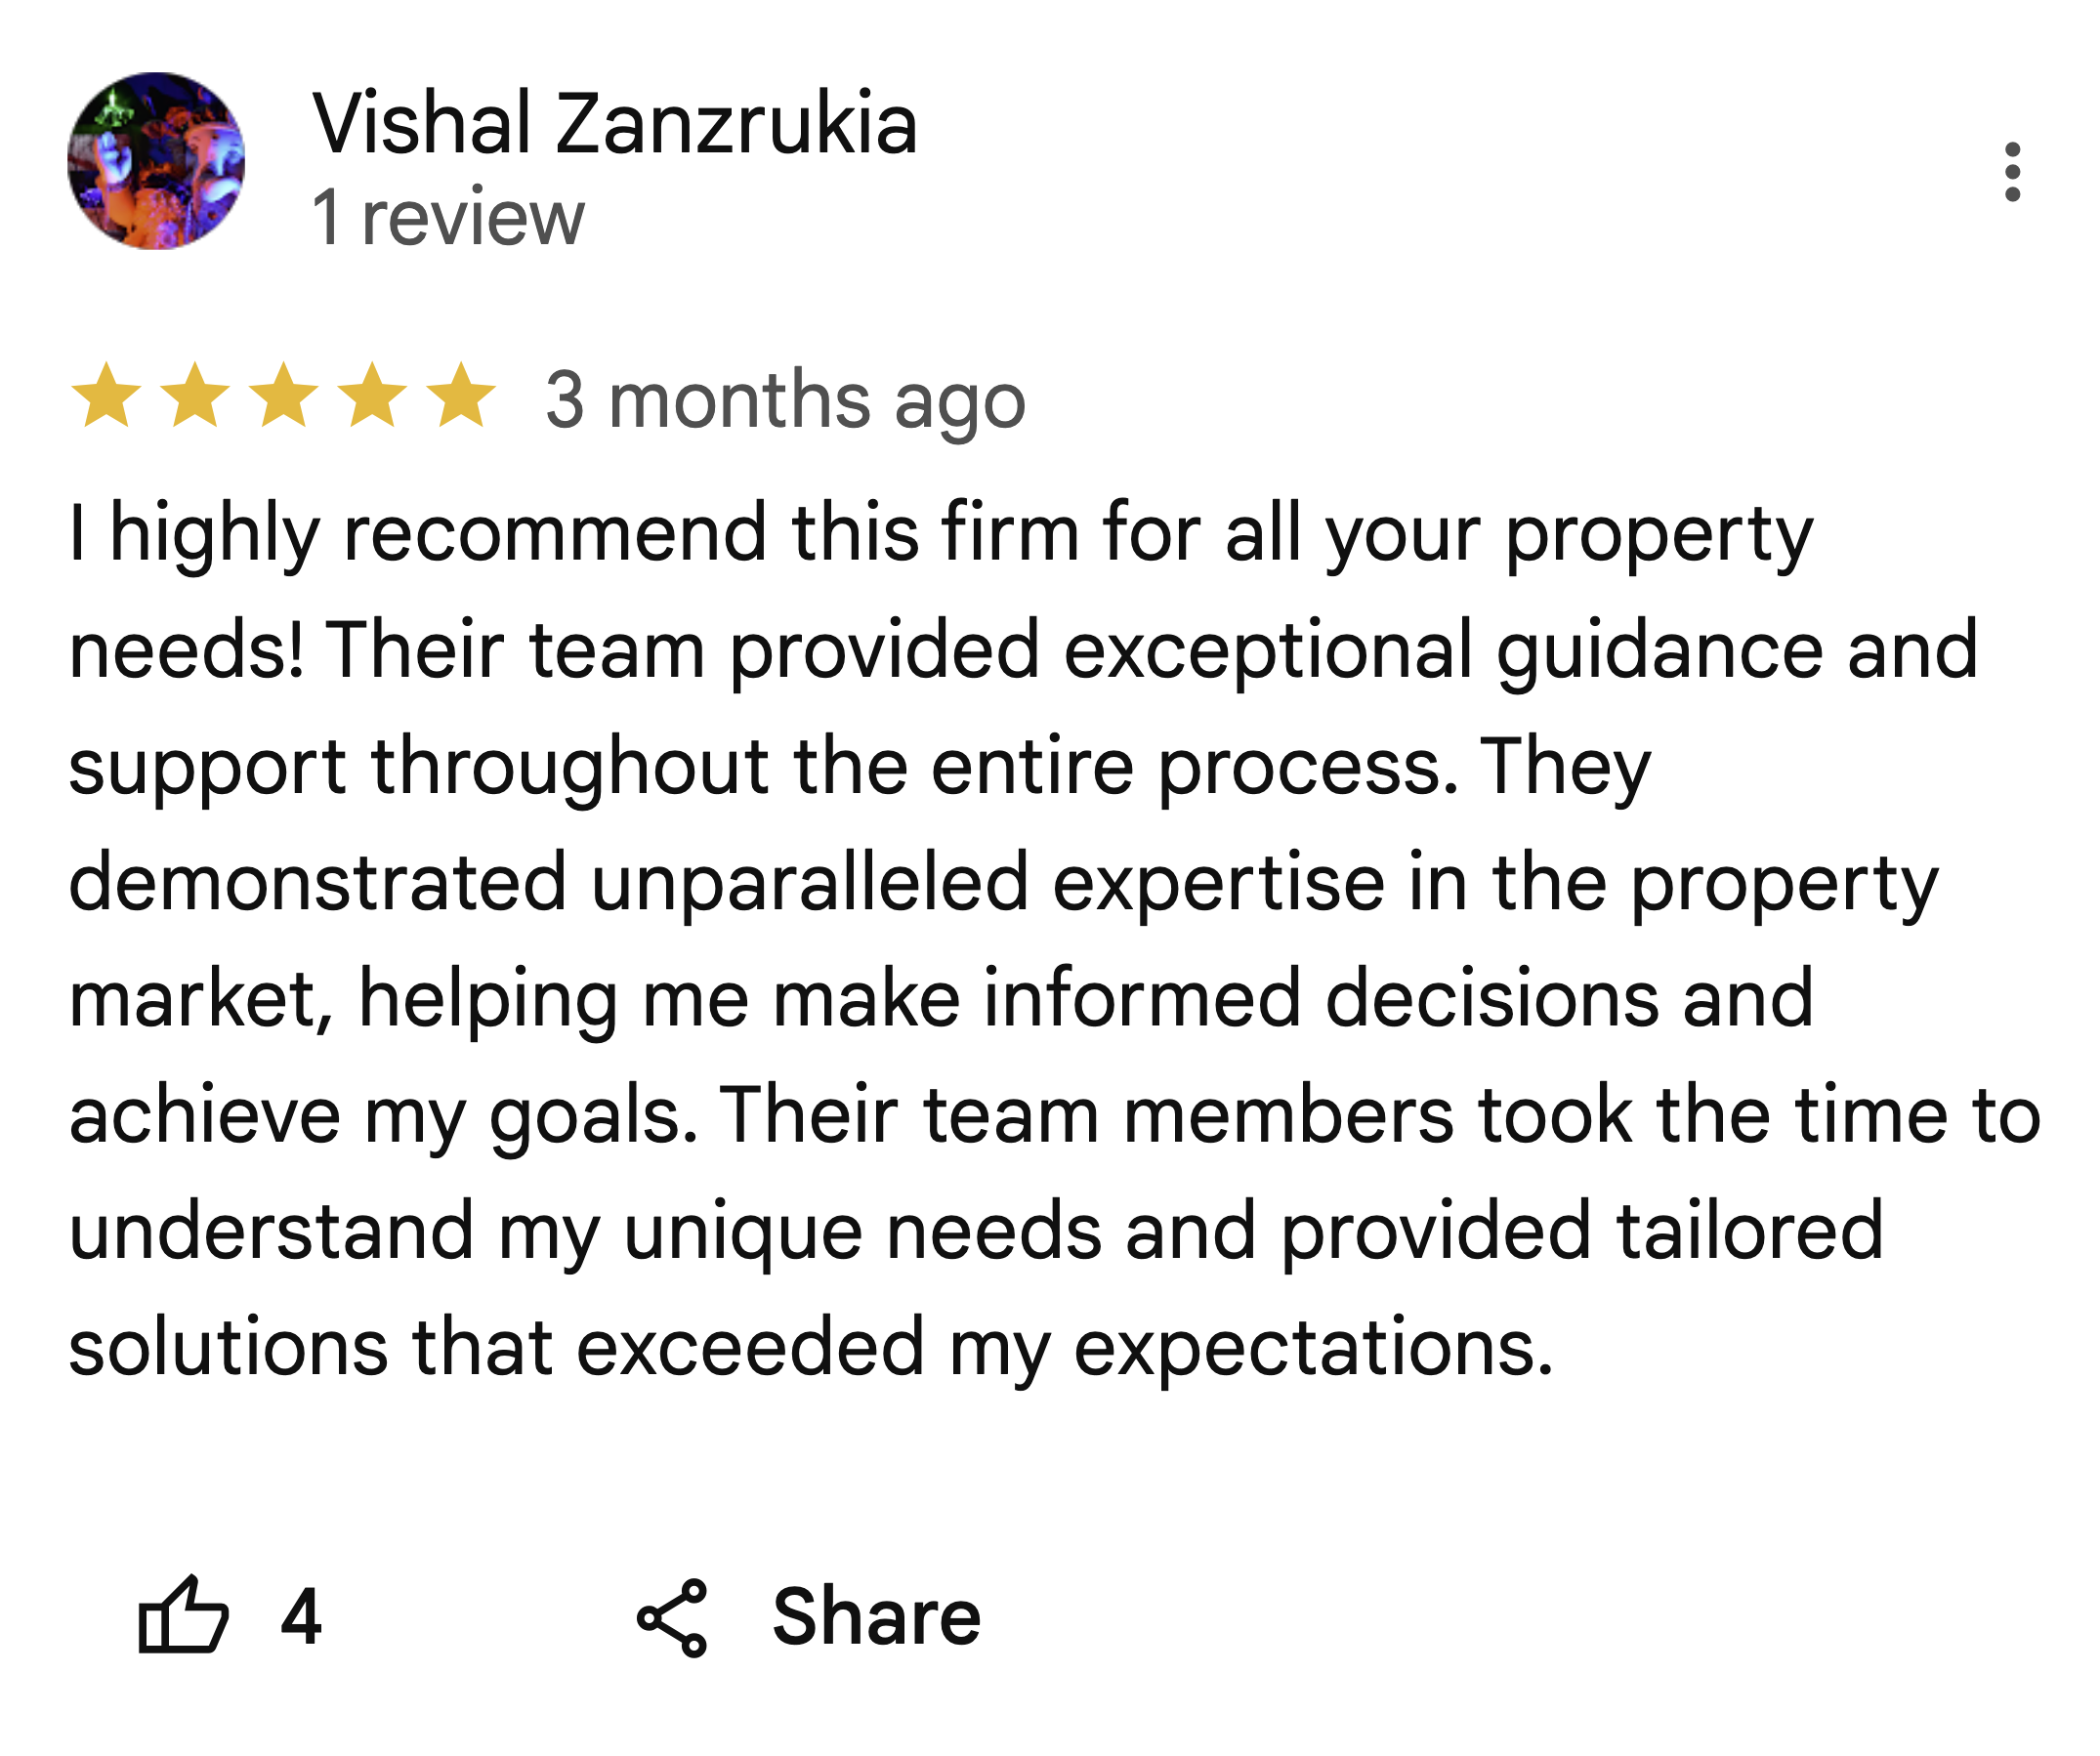 Vishal Zanzrukia
1 review
3 months ago
I highly recommend this firm for all your property
needs! Their team provided exceptional guidance and
support throughout the entire process. They
demonstrated unparalleled expertise in the property
market, helping me make informed decisions and
achieve my goals. Their team members took the time to
understand my unique needs and provided tailored
solutions that exceeded my expectations.
4 Share